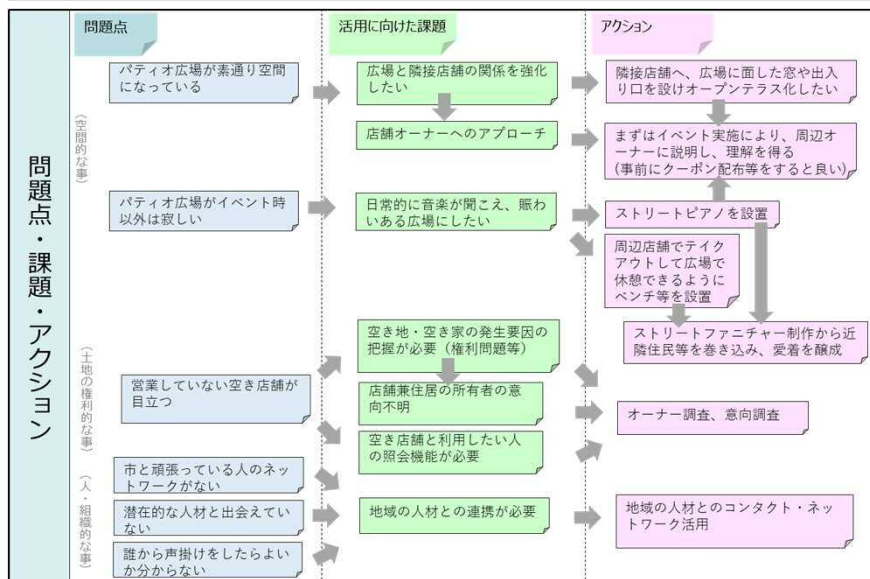 問題点
活用に向けた課題
アクション
問題点・課題・アクション
(空間的な事)
パティオ広場が素通り空間
になっている
広場と隣接店舗の関係を強化
したい
隣接店舗へ、広場に面した窓や出入
り口を設けオープンテラス化したい
店舗オーナーへのアプローチ
まずはイベント実施により、周辺オ
ーナーに説明し、理解を得る
(事前にクーポン配布等をすると良い)
パティオ広場がイベント時
以外は寂しい
日常的に音楽が聞こえ、賑わ
いある広場にしたい
ストリートピアノを設置
周辺店舗でテイク
アウトして広場で
休憩できるように
ベンチ等を設置
ストリートファニチャー制作から近
隣住民等を巻き込み、愛着を醸成
(土地の権利的な事)
営業していない空き店舗が
目立つ
空き地・空き家の発生要因の
把握が必要（権利問題等）
店舗兼住居の所有者の意
向不明
空き店舗と利用したい人
の照会機能が必要
オーナー調査、意向調査
(人・組織的な事)
市と頑張っている人のネッ
トワークがない
潜在的な人材と出会えてい
ない
誰から声掛けをしたらよい
か分からない
地域の人材との連携が必要
地域の人材とのコンタクト・ネッ
トワーク活用